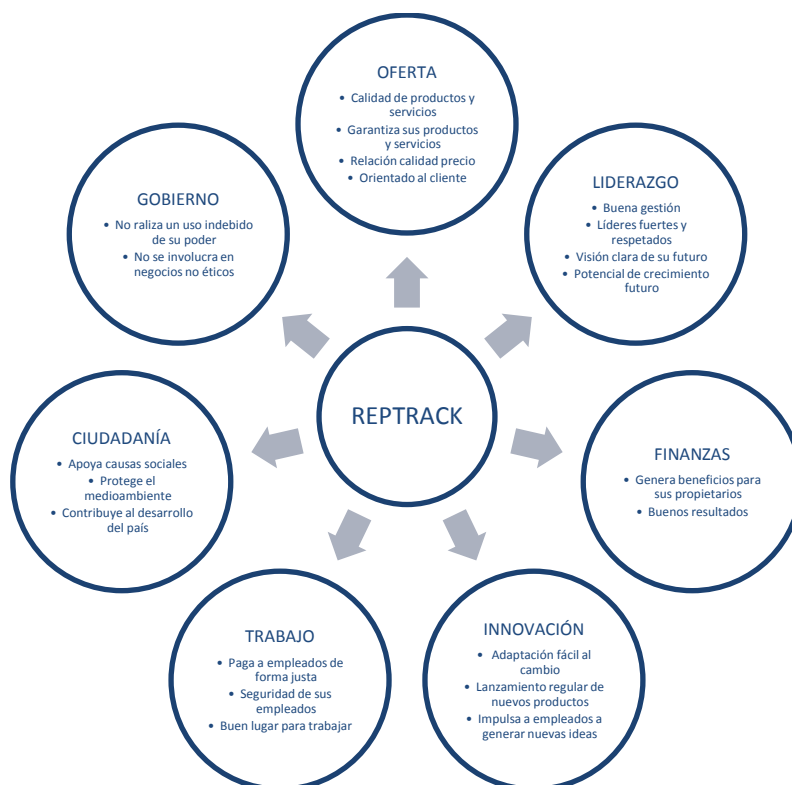 OFERTA
• Calidad de productos y
servicios
• Garantiza sus productos
y servicios
• Relación calidad precio
• Orientado al cliente
LIDERAZGO
• Buena gestión
• Líderes fuertes y
respetados
• Visión clara de su futuro
• Potencial de crecimiento
futuro
FINANZAS
• Genera beneficios para
sus propietarios
• Buenos resultados
INNOVACIÓN
• Adaptación fácil al
cambio
• Lanzamiento regular de
nuevos productos
• Impulsa a empleados a
generar nuevas ideas
TRABAJO
• Paga a empleados de
forma justa
• Seguridad de sus
empleados
• Buen lugar para trabajar
CIUDADANÍA
• Apoya causas sociales
• Protege el
medioambiente
• Contribuye al desarrollo
del país
GOBIERNO
• No raliza un uso indebido
de su poder
• No se involucra en
negocios no éticos
REPTRACK